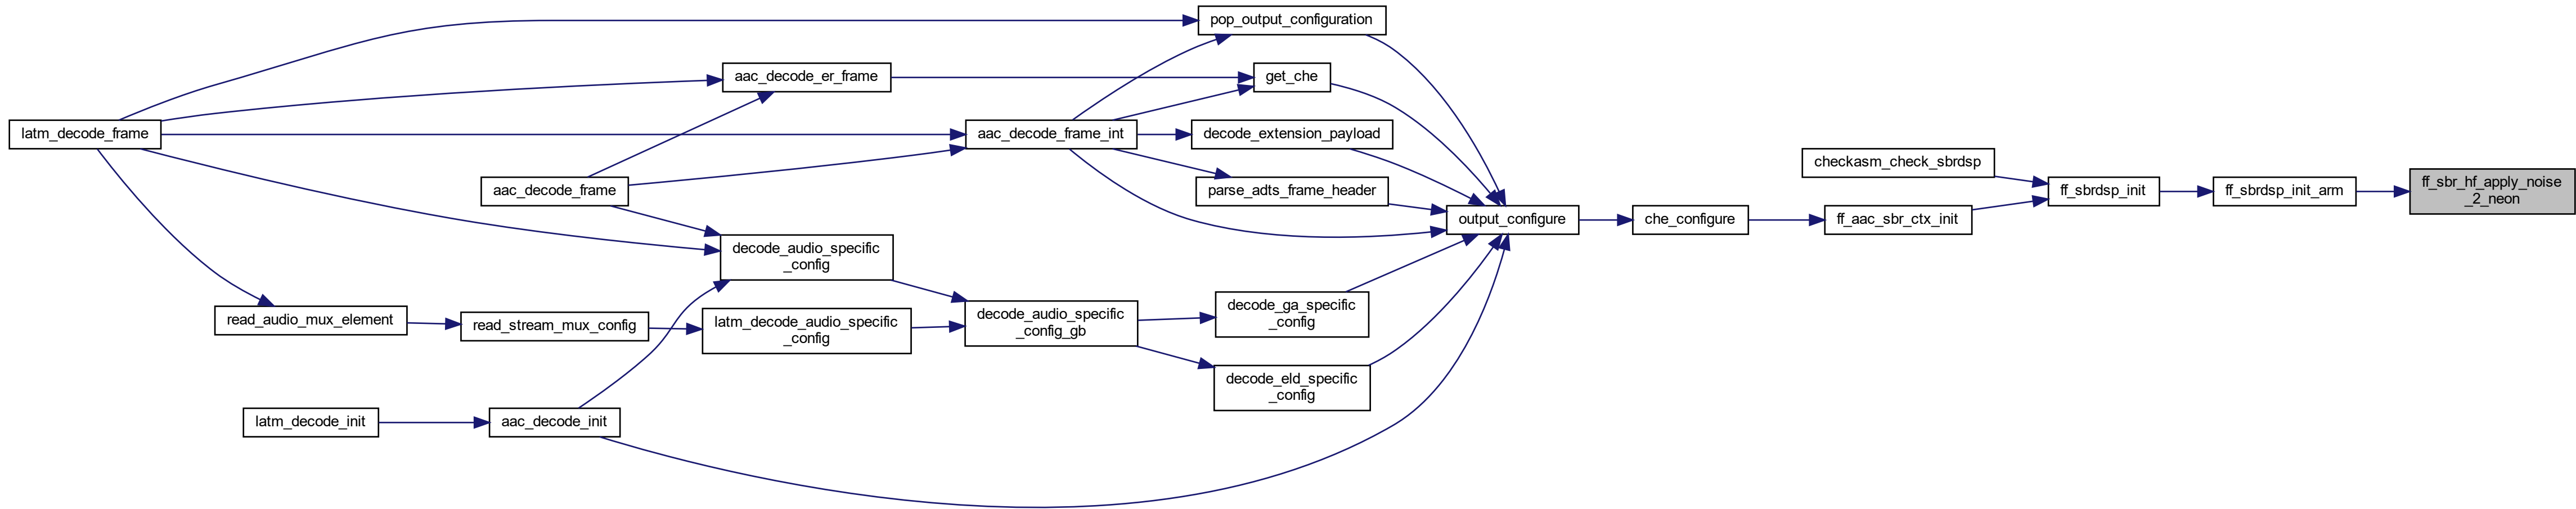 pop_output_configuration
aac_decode_er_frame
get_che
latm_decode_frame
aac_decode_frame_int
decode_extension_payload
aac_decode_frame
parse_adts_frame_header
checkasm_check_sbrdsp
ff_sbrdsp_init
ff_sbrdsp_init_arm
ff_sbr_hf_apply_noise
_2_neon
output_configure
che_configure
ff_aac_sbr_ctx_init
decode_audio_specific
_config
read_audio_mux_element
read_stream_mux_config
latm_decode_audio_specific
_config
decode_audio_specific
_config_gb
decode_ga_specific
_config
decode_eld_specific
_config
latm_decode_init
aac_decode_init